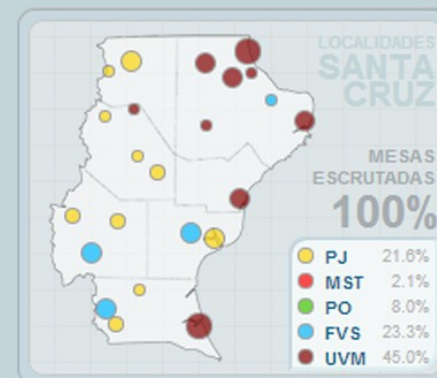 LOCALIDADES
SANTA
CRUZ
MESAS
ESCRUTADAS
100%
PJ 21.6%
MST 2.1%
PO 8.0%
FVS 23.3%
UVM 45.0%